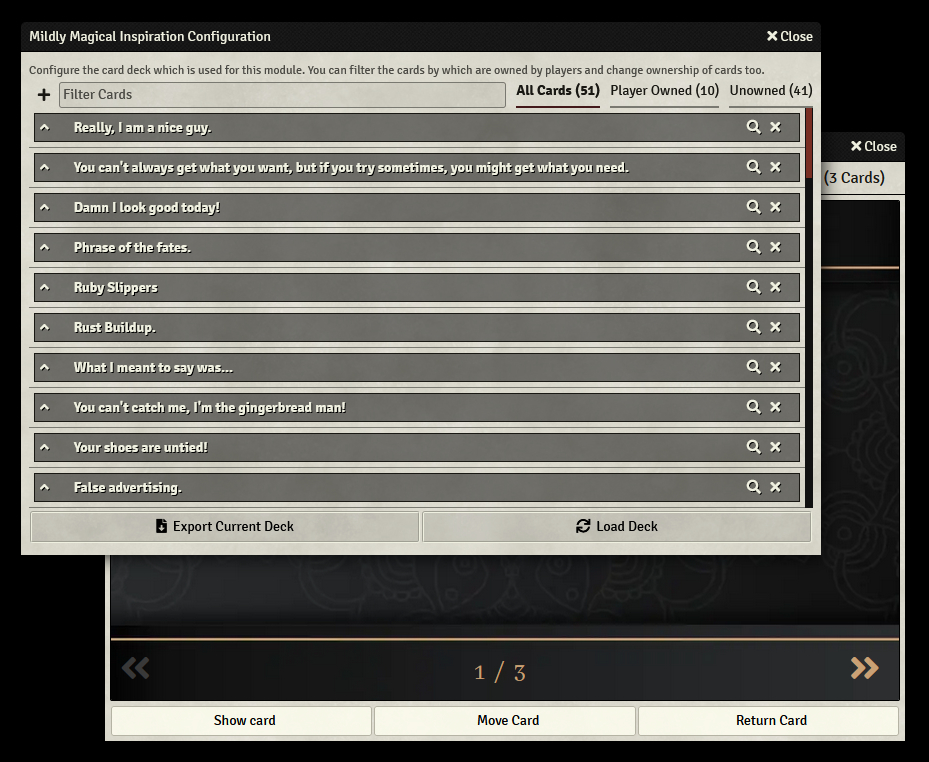 Mildly Magical Inspiration Configuration
Close
Configure the card deck which is used for this module. You can filter the cards by which are owned by players and change ownership of cards too.
Filter Cards
All Cards (51) Player Owned (10) Unowned (41)
Really, I am a nice guy.
You can't always get what you want, but if you try sometimes, you might get what you need.
Damn I look good today!
Phrase of the fates.
Ruby Slippers
Rust Buildup.
What I meant to say was...
You can't catch me, I'm the gingerbread man!
Your shoes are untied!
False advertising.
Export Current Deck
Load Deck
Close
(3 Cards)
1 / 3
Show card
Move Card
Return Card